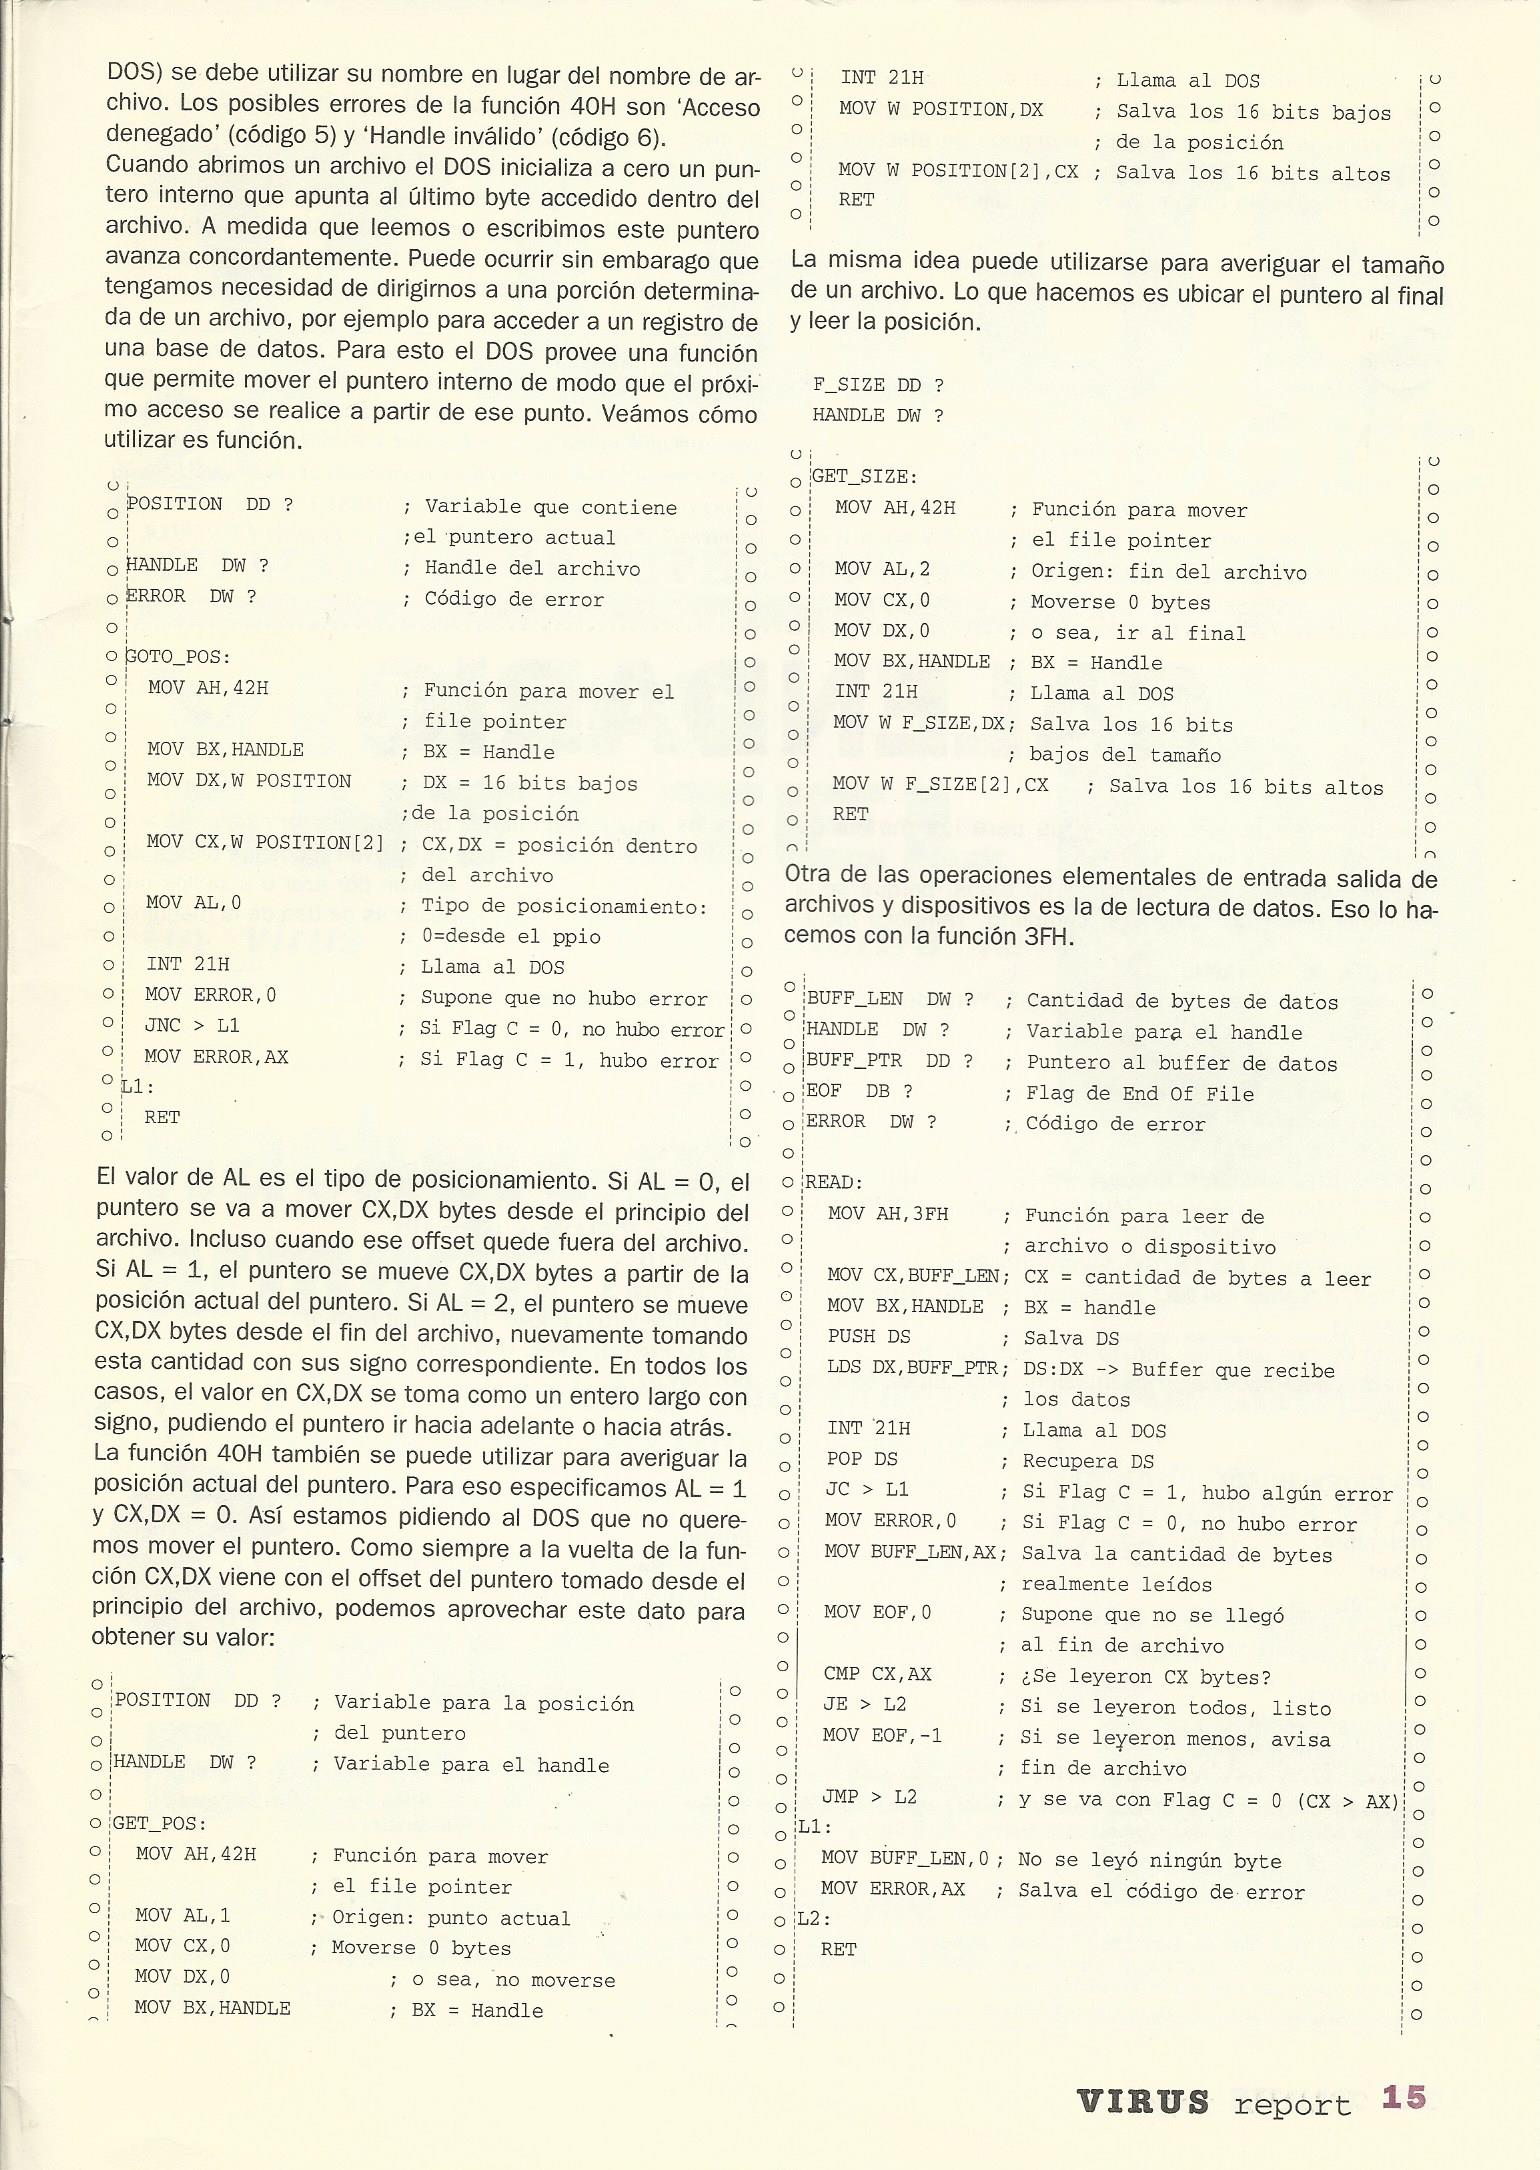 DOS) se debe utilizar su nombre en lugar del nombre de ar-
chivo. Los posibles errores de la función 40H son ‘Acceso
denegado’ (código 5) y ‘Handle inválido’ (código 6).
Cuando abrimos un archivo el DOS inicializa a cero un pun-
tero interno que apunta al último byte accedido dentro del
archivo. A medida que leemos o escribimos este puntero
avanza concordantemente. Puede ocurrir sin embarago que
tengamos necesidad de dirigirnos a una porción determina-
da de un archivo, por ejemplo para acceder a un registro de
una base de datos. Para esto el DOS provee una función
que permite mover el puntero interno de modo que el próxi-
mo acceso se realice a partir de ese punto. Veámos cómo
utilizar es función.
POSITION DD ? ; Variable que contiene
;el puntero actual
HANDLE DW ? ; Handle del archivo
ERROR DW ? ; Código de error
GOTO_POS:
MOV AH,42H ; Función para mover el
; file pointer
MOV BX,HANDLE ; BX = Handle
MOV DX,W POSITION ; DX = 16 bits bajos
;de la posición
MOV CX,W POSITION[2] ; CX,DX = posición dentro
; del archivo
MOV AL,0 ; Tipo de posicionamiento:
; 0=desde el ppio
INT 21H ; Llama al DOS
MOV ERROR,0 ; Supone que no hubo error
JNC > L1 ; Si Flag C = 0, no hubo error
MOV ERROR,AX ; Si Flag C = 1, hubo error
L1:
RET
El valor de AL es el tipo de posicionamiento. Si AL = 0, el
puntero se va a mover CX,DX bytes desde el principio del
archivo. Incluso cuando ese offset quede fuera del archivo.
Si AL = 1, el puntero se mueve CX,DX bytes a partir de la
posición actual del puntero. Si AL = 2, el puntero se mueve
CX,DX bytes desde el fin del archivo, nuevamente tomando
esta cantidad con sus signo correspondiente. En todos los
casos, el valor en CX,DX se toma como un entero largo con
signo, pudiendo el puntero ir hacia adelante o hacia atrás.
La función 40H también se puede utilizar para averiguar la
posición actual del puntero. Para eso especificamos AL = 1
y CX,DX = 0. Así estamos pidiendo al DOS que no quere-
mos mover el puntero. Como siempre a la vuelta de la fun-
ción CX,DX viene con el offset del puntero tomado desde el
principio del archivo, podemos aprovechar este dato para
obtener su valor:
POSITION DD ? ; Variable para la posición
; del puntero
HANDLE DW ? ; Variable para el handle
GET_POS:
MOV AH,42H ; Función para mover
; el file pointer
MOV AL,1 ; Origen: punto actual
MOV CX,0 ; Moverse 0 bytes
MOV DX,0 ; o sea, no moverse
MOV BX,HANDLE ; BX = Handle
INT 21H ; Llama al DOS
MOV W POSITION,DX ; Salva los 16 bits bajos
; de la posición
MOV W POSITION[2],CX ; Salva los 16 bits altos
RET
La misma idea puede utilizarse para averiguar el tamaño
de un archivo. Lo que hacemos es ubicar el puntero al final
y leer la posición.
F_SIZE DD ?
HANDLE DW ?
GET_SIZE:
MOV AH,42H ; Función para mover
; el file pointer
MOV AL,2 ; Origen: fin del archivo
MOV CX,0 ; Moverse 0 bytes
MOV DX,0 ; o sea, ir al final
MOV BX,HANDLE ; BX = Handle
INT 21H ; Llama al DOS
MOV W F_SIZE,DX; Salva los 16 bits
; bajos del tamaño
MOV W F_SIZE[2],CX ; Salva los 16 bits altos
RET
Otra de las operaciones elementales de entrada salida de
archivos y dispositivos es la de lectura de datos. Eso lo ha-
cemos con la función 3FH.
BUFF_LEN DW ? ; Cantidad de bytes de datos
HANDLE DW ? ; Variable para el handle
BUFF_PTR DD ? ; Puntero al buffer de datos
EOF DB ? ; Flag de End Of File
ERROR DW ? ; Código de error
READ:
MOV AH,3FH ; Función para leer de
; archivo o dispositivo
MOV CX,BUFF_LEN; CX = cantidad de bytes a leer
MOV BX,HANDLE ; BX = handle
PUSH DS ; Salva DS
LDS DX,BUFF_PTR; DS:DX -> Buffer que recibe
; los datos
INT 21H ; Llama al DOS
POP DS ; Recupera DS
JC > L1 ; Si Flag C = 1, hubo algún error
MOV ERROR,0 ; Si Flag C = 0, no hubo error
MOV BUFF_LEN,AX; Salva la cantidad de bytes
; realmente leídos
MOV EOF,0 ; Supone que no se llegó
; al fin de archivo
CMP CX,AX ; ¿Se leyeron CX bytes?
JE > L2 ; Si se leyeron todos, listo
MOV EOF,-1 ; Si se leyeron menos, avisa
; fin de archivo
JMP > L2 ; y se va con Flag C = 0 (CX > AX)
L1:
MOV BUFF_LEN,0 ; No se leyó ningún byte
MOV ERROR,AX ; Salva el código de error
L2:
RET
VIRUS report 15